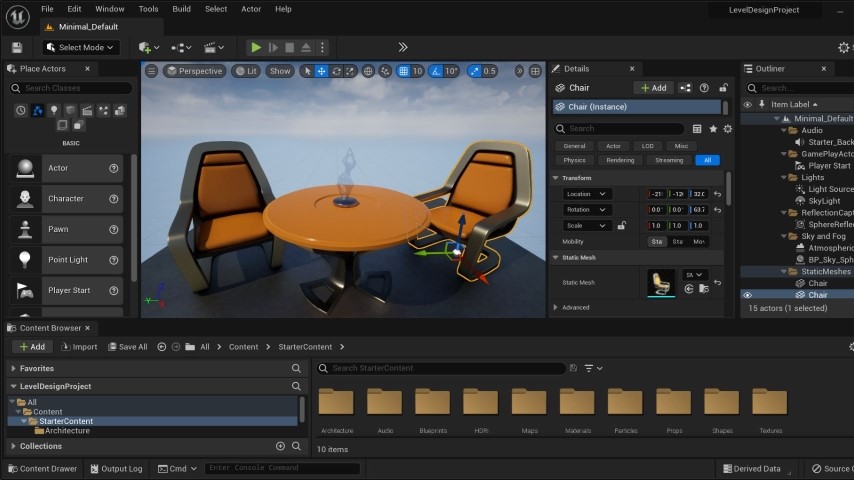 File Edit Window Tools Build Select Actor Help
LevelDesignProject
Minimal_Default
Select Mode
Place Actors
Search Classes
BASIC
Actor
Character
Pawn
Point Light
Player Start
Perspective Lit Show 10 10° 0.5
Details
Chair
Add
Chair (Instance)
Search
General Actor LOD Misc
Physics Rendering Streaming All
Transform
Location 32.0
Rotation 0.0 0.0 63.7
Scale 1.0 1.0 1.0
Mobility Sta Sta Mo
Static Mesh
Static Mesh
Advanced
Outliner
Search...
Item Label
Minimal_Default
Audio
Starter_Back
GamePlayActo
Player Start
Lights
Light Source
SkyLight
ReflectionCapt
SphereReflec
Sky and Fog
Atmospheric
BP_Sky_Sph
StaticMeshes
Chair
Chair
15 actors (1 selected)
Content Browser
Add Import Save All All Content StarterContent
Favorites
LevelDesignProject
All
Content
StarterContent
Architecture
Collections
Search StarterContent
Architecture Audio Blueprints HDRI Maps Materials Particles Props Shapes Textures
10 items
Content Drawer Output Log Cmd Enter Console Command Derived Data Source C